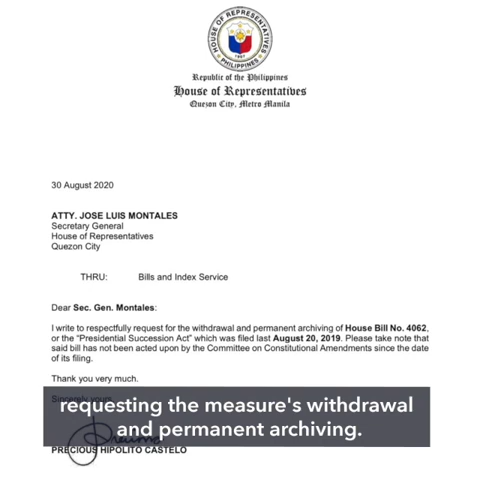 HOUSE OF REPRESENTATIVES
PHILIPPINES
Republic of the Philippines
House of Representatives
Quezon City, Metro Manila
30 August 2020
ATTY. JOSE LUIS MONTALES
Secretary General
House of Representatives
Quezon City
THRU: Bills and Index Service
Dear Sec. Gen. Montales:
I write to respectfully request for the withdrawal and permanent archiving of House Bill No. 4062,
or the “Presidential Succession Act” which was filed last August 20, 2019. Please take note that
said bill has not been acted upon by the Committee on Constitutional Amendments since the date
of its filing.
Thank you very much.
Sincerely yours,
requesting the measure's withdrawal
and permanent archiving.
PRECIOUS HIPOLITO CASTELO